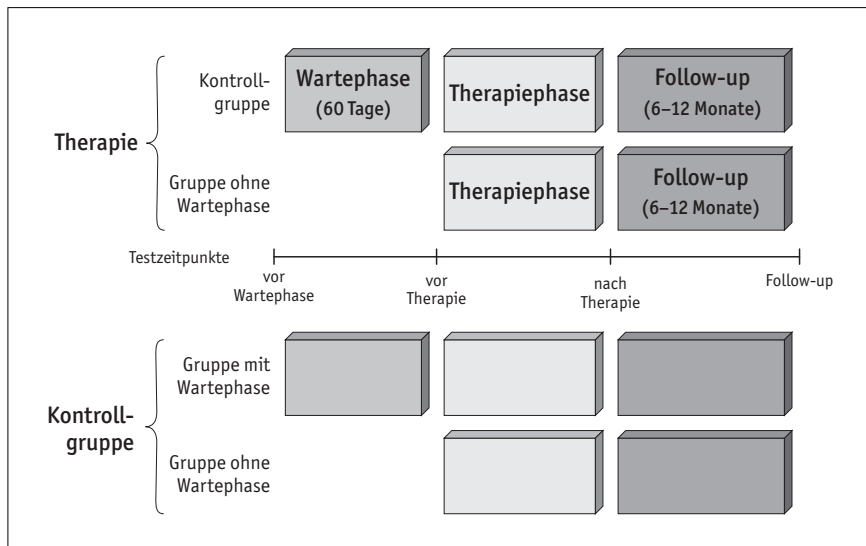 Kontroll-
gruppe
Wartephase
(60 Tage)
Therapiephase
Follow-up
(6–12 Monate)
Therapie
Gruppe ohne
Wartephase
Therapiephase
Follow-up
(6–12 Monate)
Testzeitpunkte
vor
Wartephase
vor
Therapie
nach
Therapie
Follow-up
Gruppe mit
Wartephase
Kontroll-
gruppe
Gruppe ohne
Wartephase